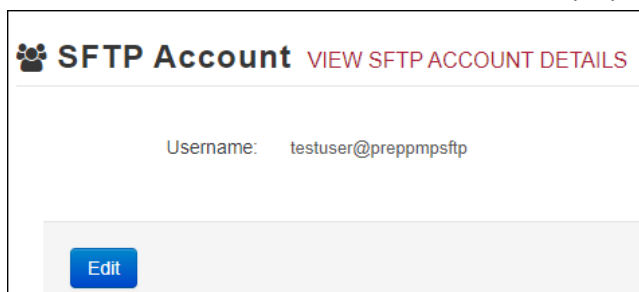 SFTP Account VIEW SFTP ACCOUNT DETAILS
Username: testuser@preppmpsftp
Edit